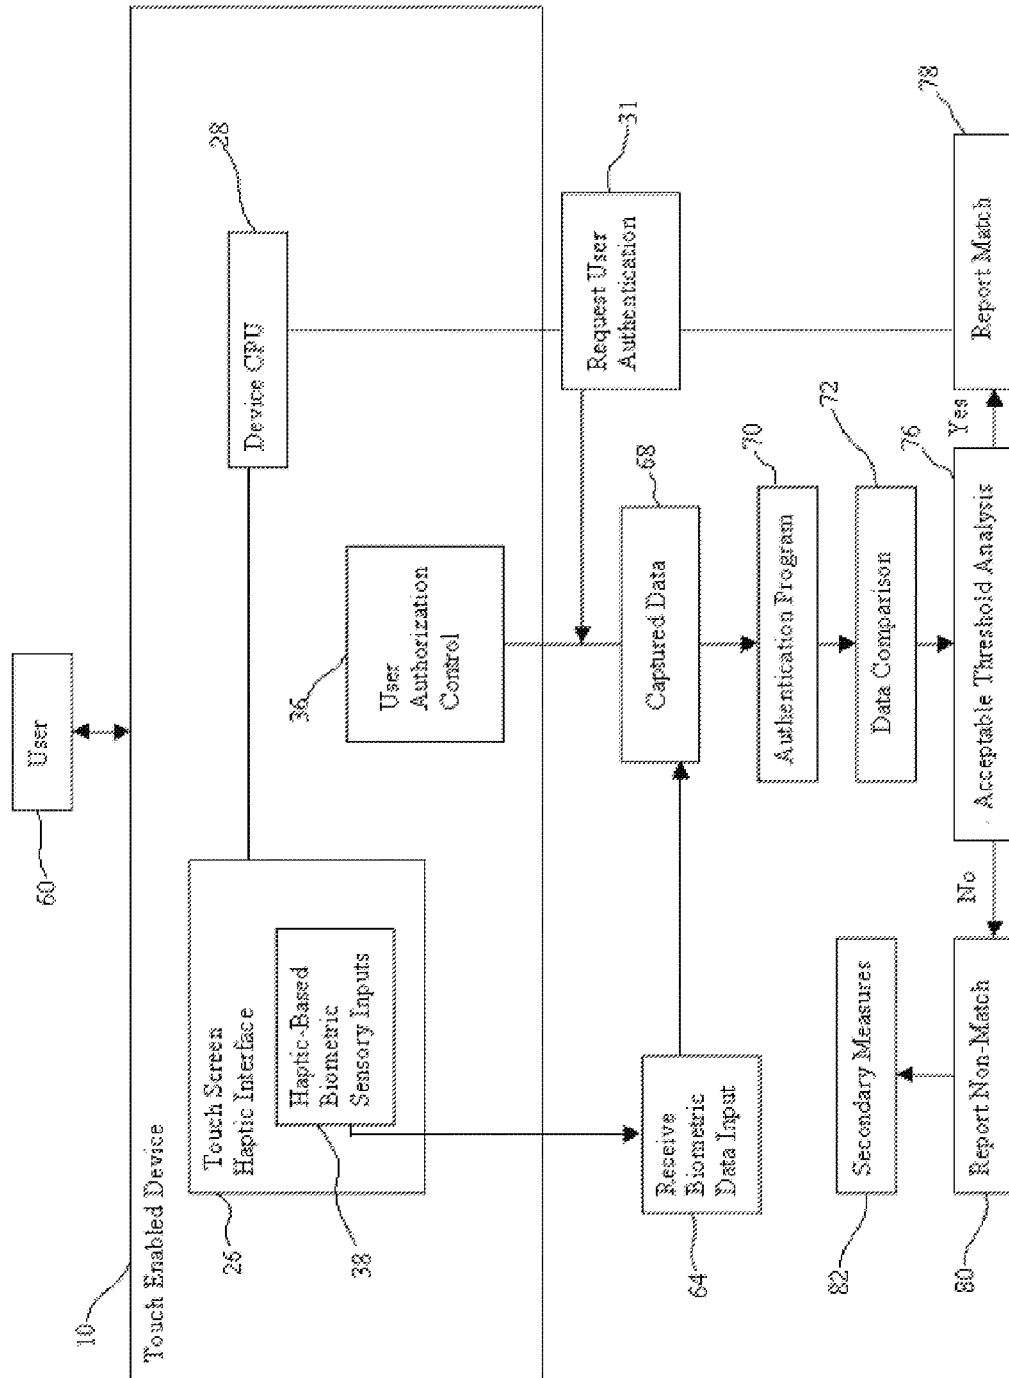 60
User
10
Touch Enabled Device
26
Touch Screen
Haptic Interface
38
Haptic-Based
Biometric
Sensory Inputs
28
Device CPU
36
User
Authorization
Control
31
Request User
Authentication
64
Receive
Biometric
Data Input
68
Captured Data
70
Authentication Program
72
Data Comparison
76
Acceptable Threshold Analysis
Yes
78
Report Match
No
80
Report Non-Match
82
Secondary Measures